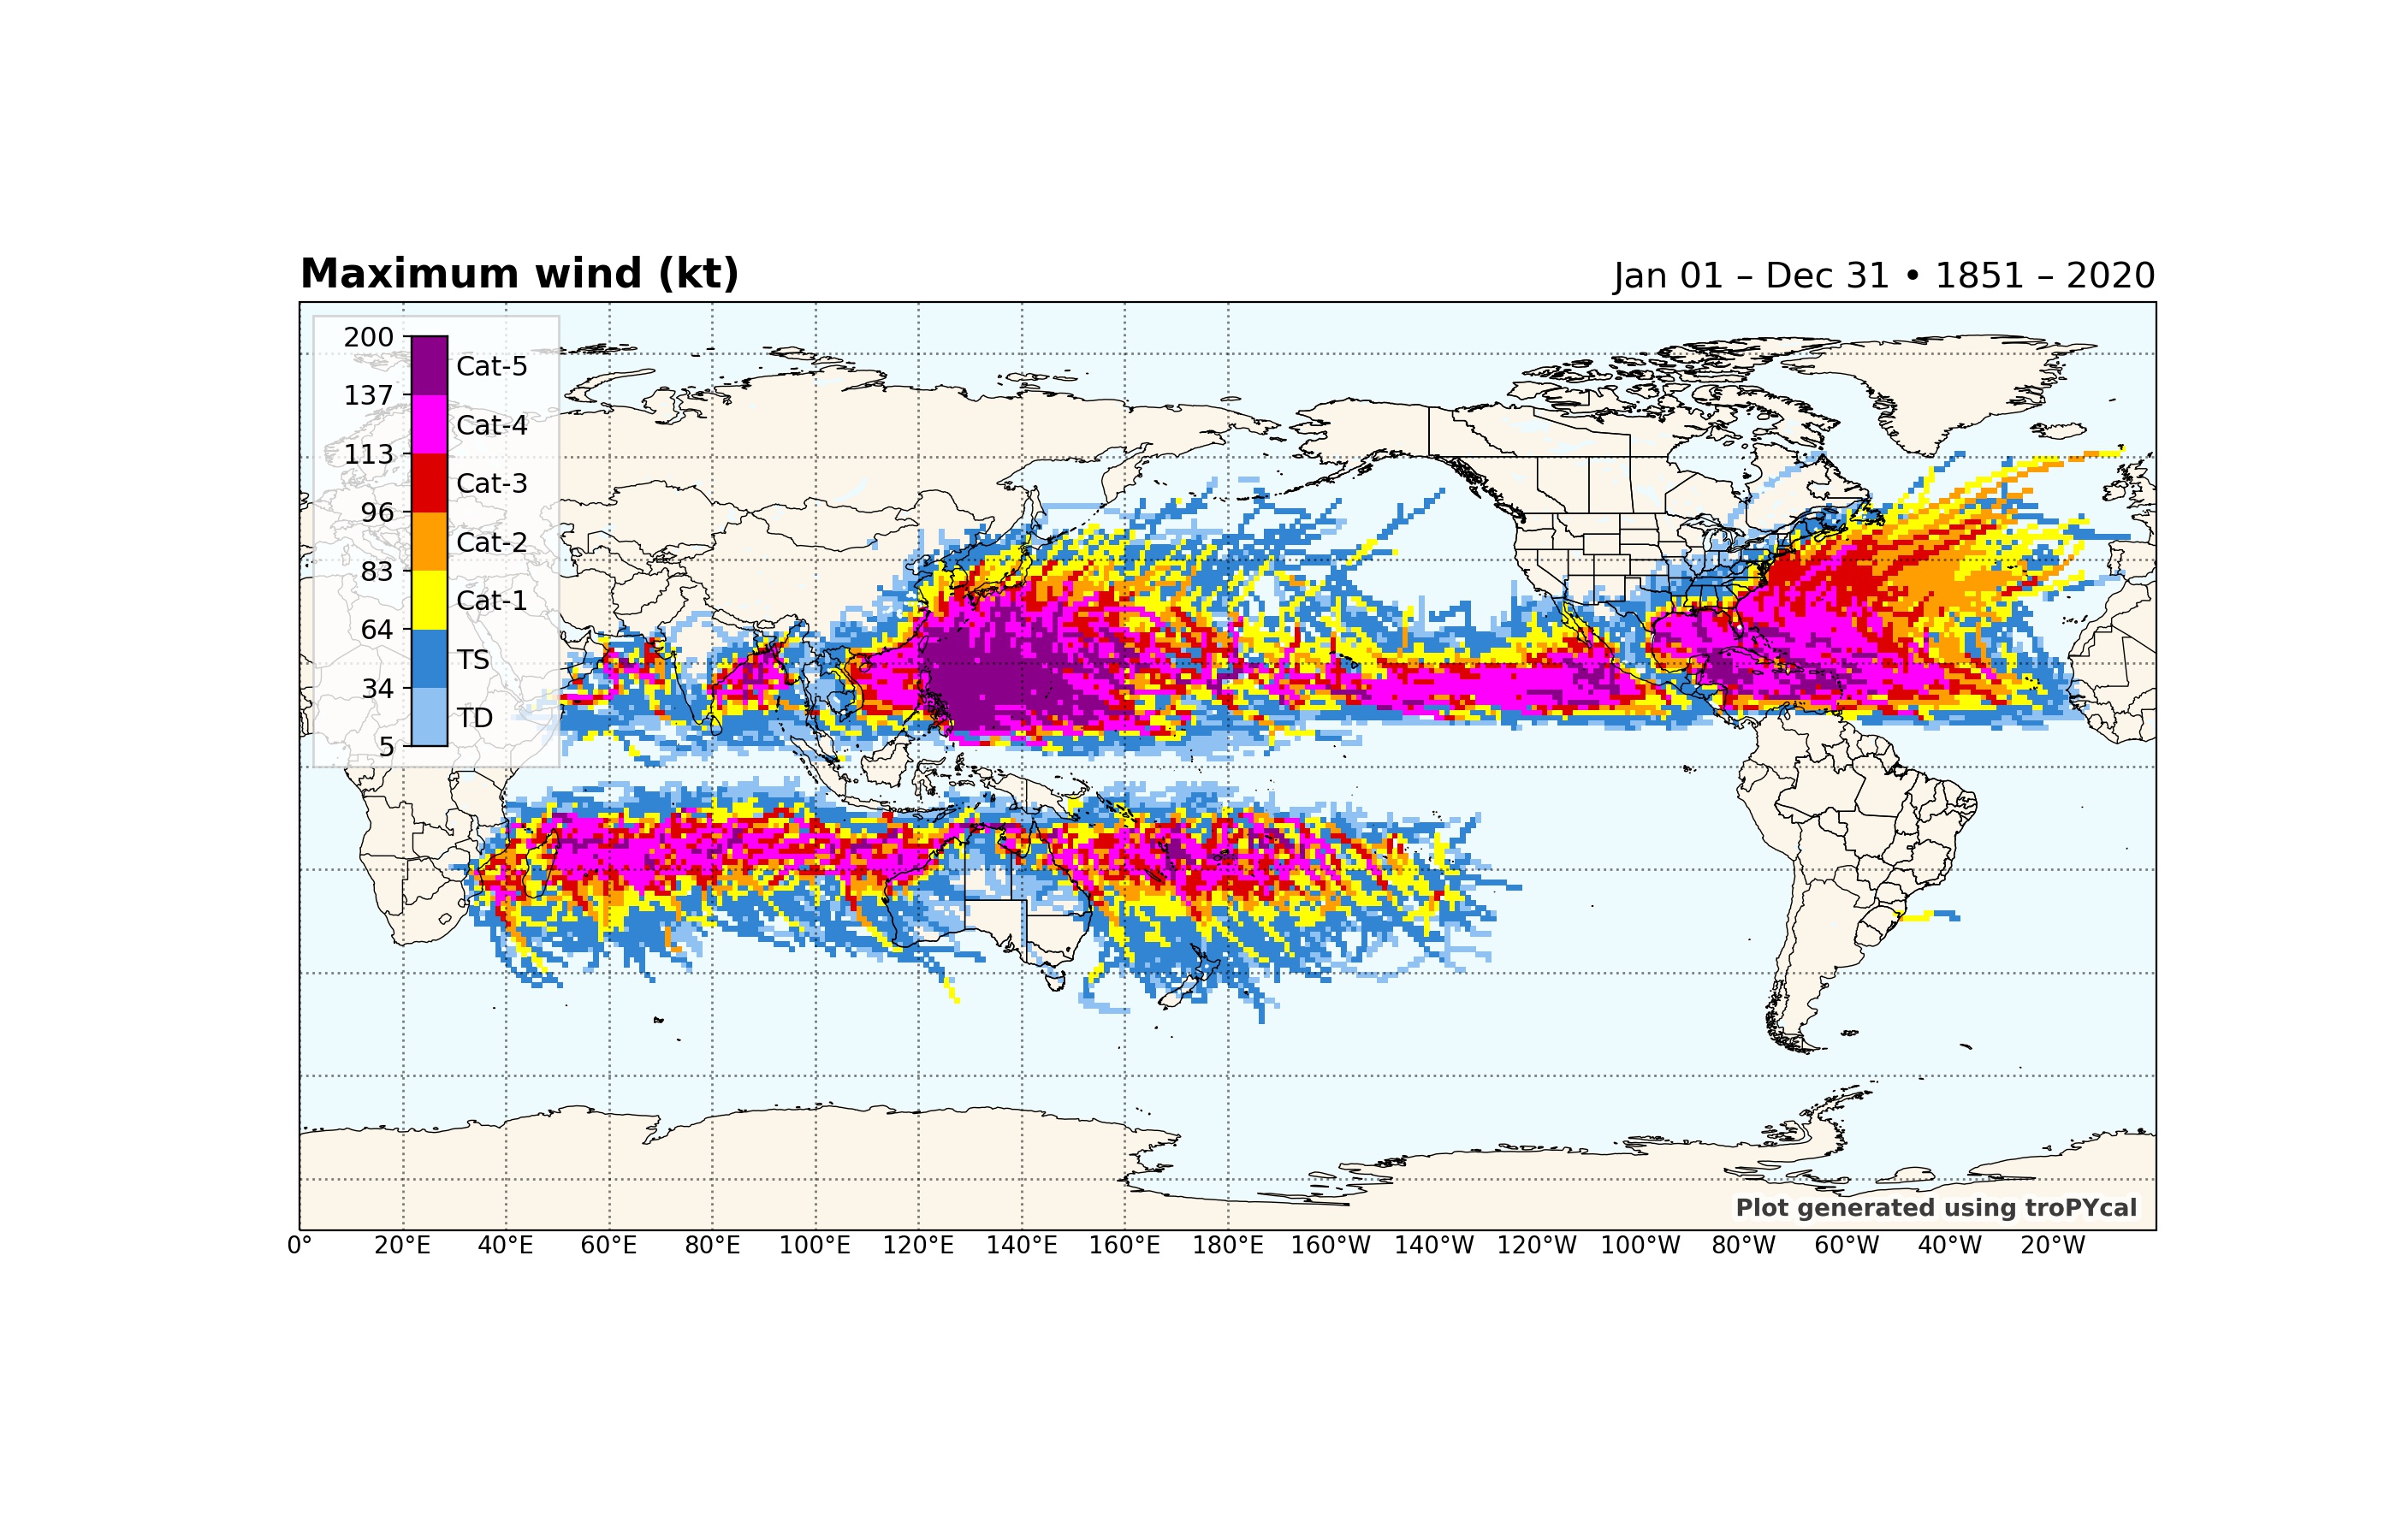 Maximum wind (kt)
Jan 01 – Dec 31 • 1851 – 2020
200
Cat-5
137
Cat-4
113
Cat-3
96
Cat-2
83
Cat-1
64
TS
34
TD
5
Plot generated using troPYcal
0° 20°E 40°E 60°E 80°E 100°E 120°E 140°E 160°E 180°E 160°W 140°W 120°W 100°W 80°W 60°W 40°W 20°W